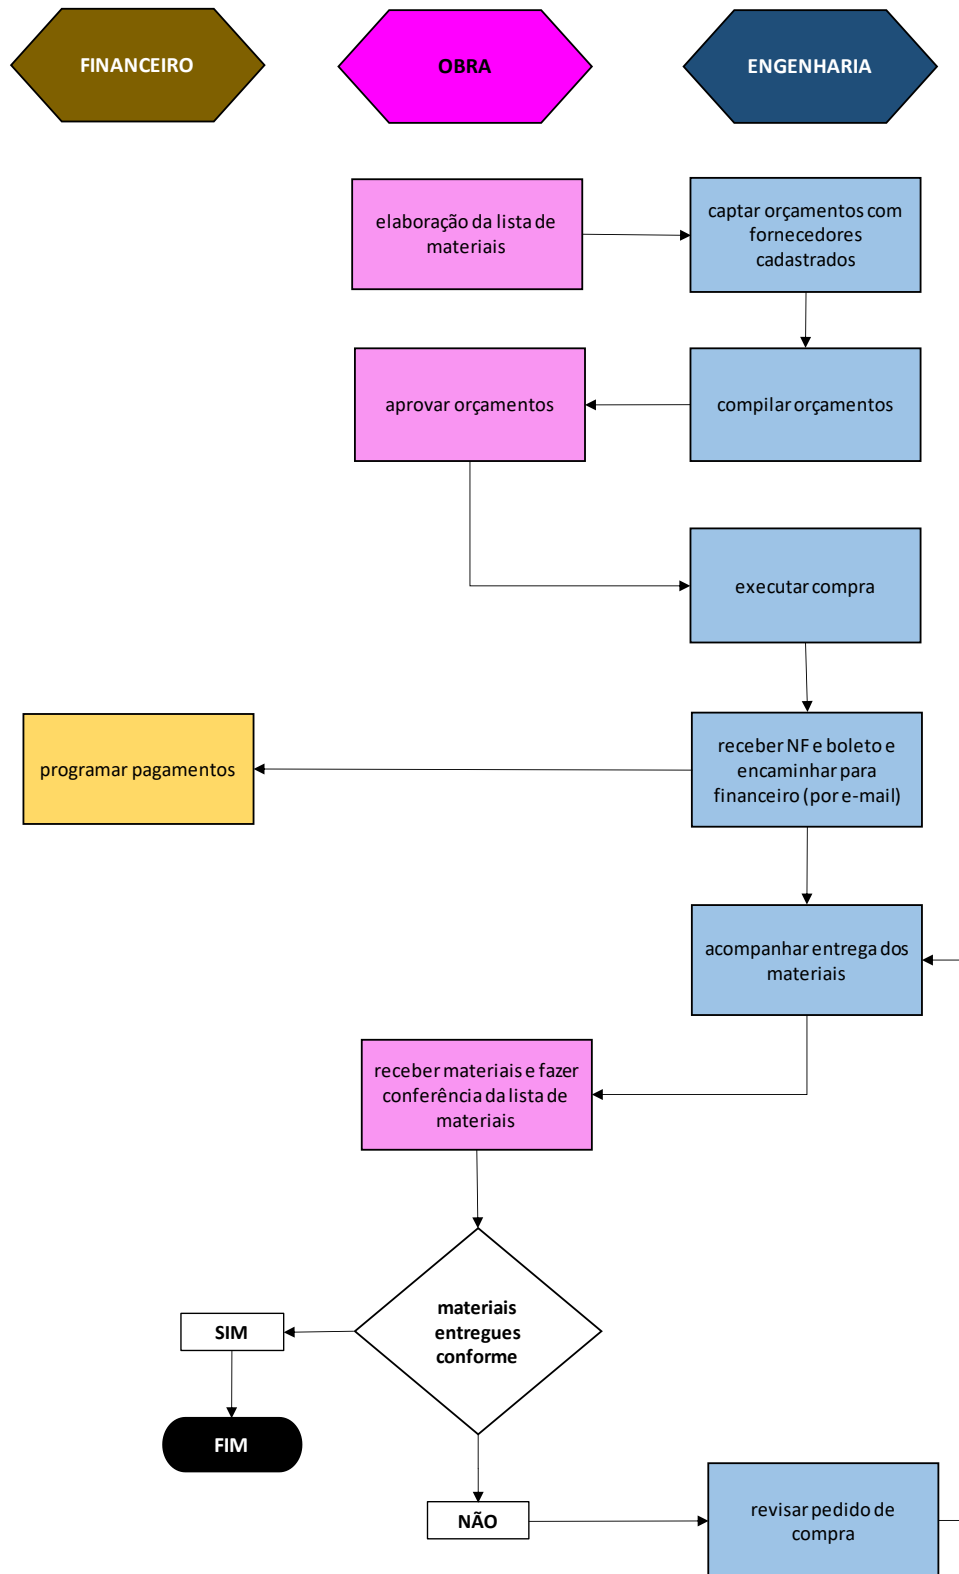 FINANCEIRO
OBRA
ENGENHARIA
elaboração da lista de
materiais
captar orçamentos com
fornecedores
cadastrados
aprovar orçamentos
compilar orçamentos
executar compra
programar pagamentos
receber NF e boleto e
encaminhar para
financeiro (por e-mail)
acompanhar entrega dos
materiais
receber materiais e fazer
conferência da lista de
materiais
materiais
entregues
conforme
SIM
FIM
NÃO
revisar pedido de
compra